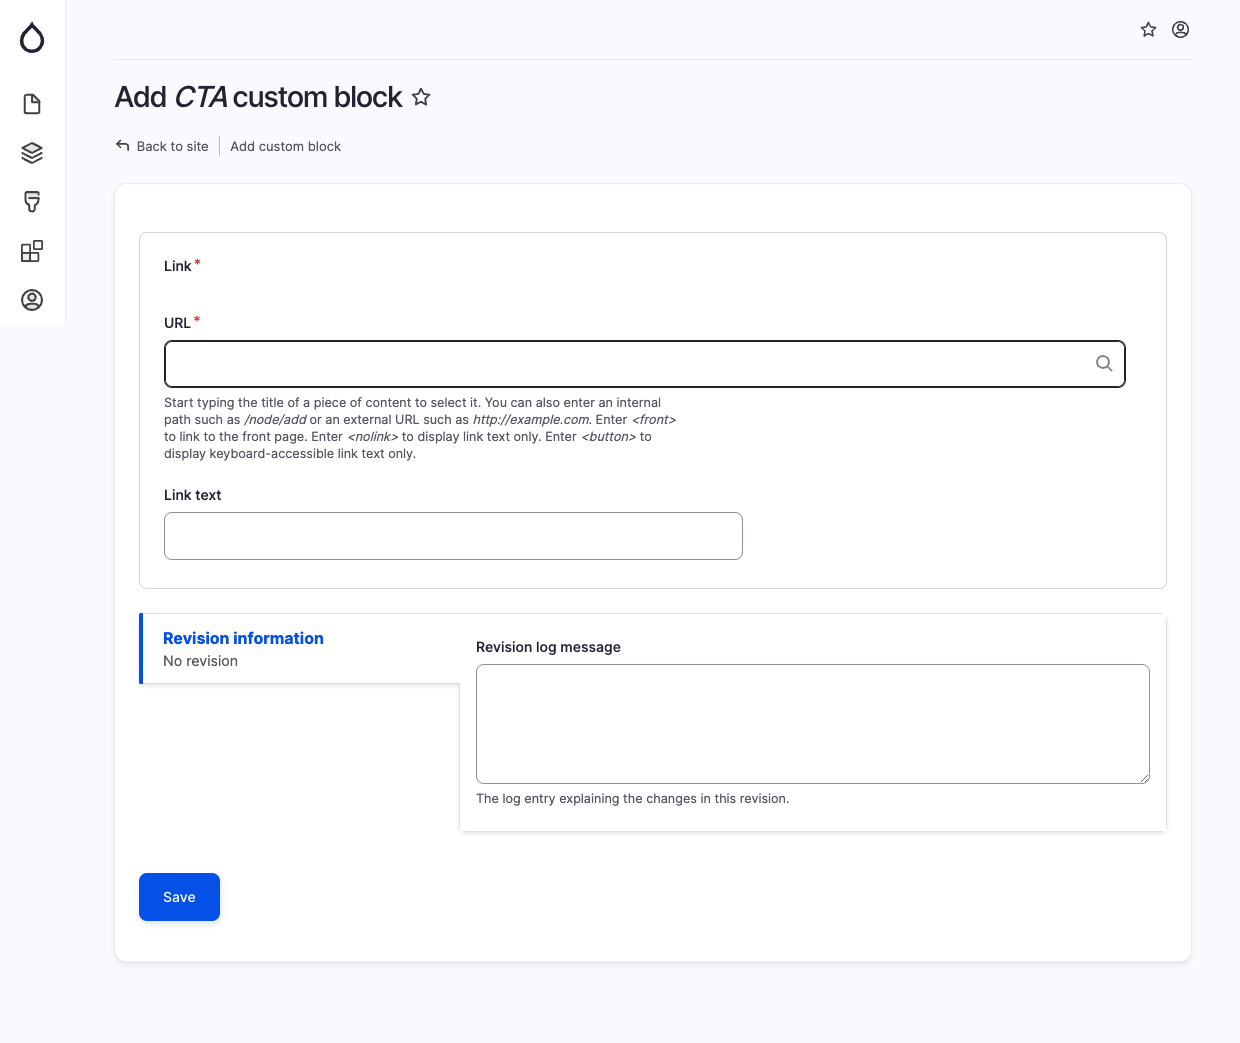 Add CTA custom block
Back to site
Add custom block
Link*
URL*
Start typing the title of a piece of content to select it. You can also enter an internal
path such as /node/add or an external URL such as http://example.com. Enter <front>
to link to the front page. Enter <nolink> to display link text only. Enter <button> to
display keyboard-accessible link text only.
Link text
Revision information
No revision
Revision log message
The log entry explaining the changes in this revision.
Save